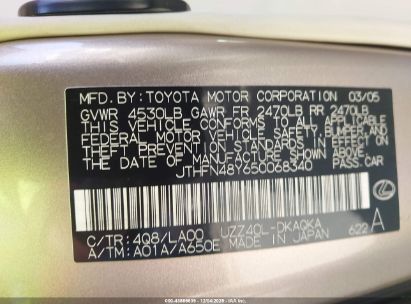 MFD. BY: TOYOTA MOTOR CORPORATION 03/05
GVWR 4530LB GAWR FR 2470LB RR 2470LB
THIS VEHICLE CONFORMS TO ALL APPLICABLE
FEDERAL MOTOR VEHICLE SAFETY, BUMPER, AND
THEFT PREVENTION STANDARDS IN EFFECT ON
THE DATE OF MANUFACTURE SHOWN ABOVE.
JTHFN48Y650068340 PASS. CAR
C/TR: 4Q8/LA00 UZZ40L-DKAQKA
A/TM: A01A/A650E MADE IN JAPAN 622 A